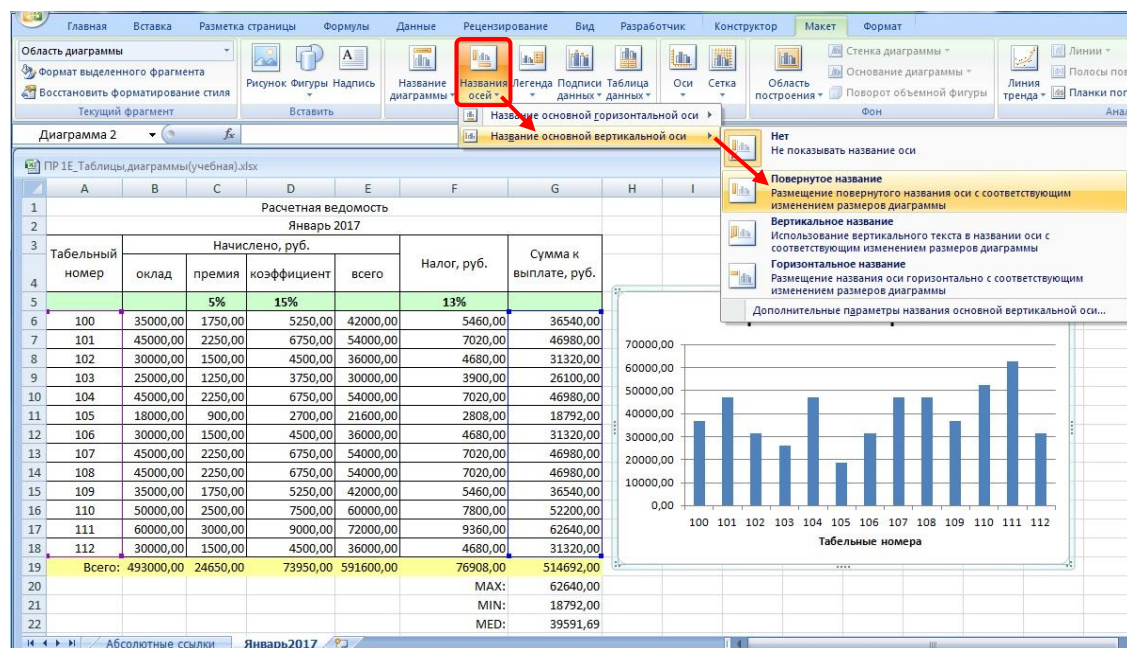 Главная Вставка Разметка страницы Формулы Данные Рецензирование Вид Разработчик Конструктор Макет Формат
Область диаграммы
Формат выделенного фрагмента
Восстановить форматирование стиля
Текущий фрагмент
Рисунок Фигуры Надпись
Вставить
Название диаграммы
Названия осей
Легенда
Подписи данных
Таблица данных
Оси
Сетка
Область построения
Стенка диаграммы
Основание диаграммы
Поворот объемной фигуры
Фон
Линия тренда
Линии
Полосы
Планки
Название основной горизонтальной оси
Название основной вертикальной оси
Нет
Не показывать название оси
Повернутое название
Размещение повернутого названия оси с соответствующим
изменением размеров диаграммы
Вертикальное название
Использование вертикального текста в названии оси с
соответствующим изменением размеров диаграммы
Горизонтальное название
Размещение названия оси горизонтально с соответствующим
изменением размеров диаграммы
Дополнительные параметры названия основной вертикальной оси...
Диаграмма 2 fx
ПР 1Е_Таблицы,диаграммы(учебная).xlsx
A B C D E F G H I
1 Расчетная ведомость
2 Январь 2017
3 Табельный номер Начислено, руб. Налог, руб. Сумма к выплате, руб.
4 оклад премия коэффициент всего
5 5% 15% 13%
6 100 35000,00 1750,00 5250,00 42000,00 5460,00 36540,00
7 101 45000,00 2250,00 6750,00 54000,00 7020,00 46980,00
8 102 30000,00 1500,00 4500,00 36000,00 4680,00 31320,00
9 103 25000,00 1250,00 3750,00 30000,00 3900,00 26100,00
10 104 45000,00 2250,00 6750,00 54000,00 7020,00 46980,00
11 105 18000,00 900,00 2700,00 21600,00 2808,00 18792,00
12 106 30000,00 1500,00 4500,00 36000,00 4680,00 31320,00
13 107 45000,00 2250,00 6750,00 54000,00 7020,00 46980,00
14 108 45000,00 2250,00 6750,00 54000,00 7020,00 46980,00
15 109 35000,00 1750,00 5250,00 42000,00 5460,00 36540,00
16 110 50000,00 2500,00 7500,00 60000,00 7800,00 52200,00
17 111 60000,00 3000,00 9000,00 72000,00 9360,00 62640,00
18 112 30000,00 1500,00 4500,00 36000,00 4680,00 31320,00
19 Всего: 493000,00 24650,00 73950,00 591600,00 76908,00 514692,00
20 MAX: 62640,00
21 MIN: 18792,00
22 MED: 39591,69
70000,00
60000,00
50000,00
40000,00
30000,00
20000,00
10000,00
0,00
100 101 102 103 104 105 106 107 108 109 110 111 112
Табельные номера
Абсолютные ссылки Январь2017